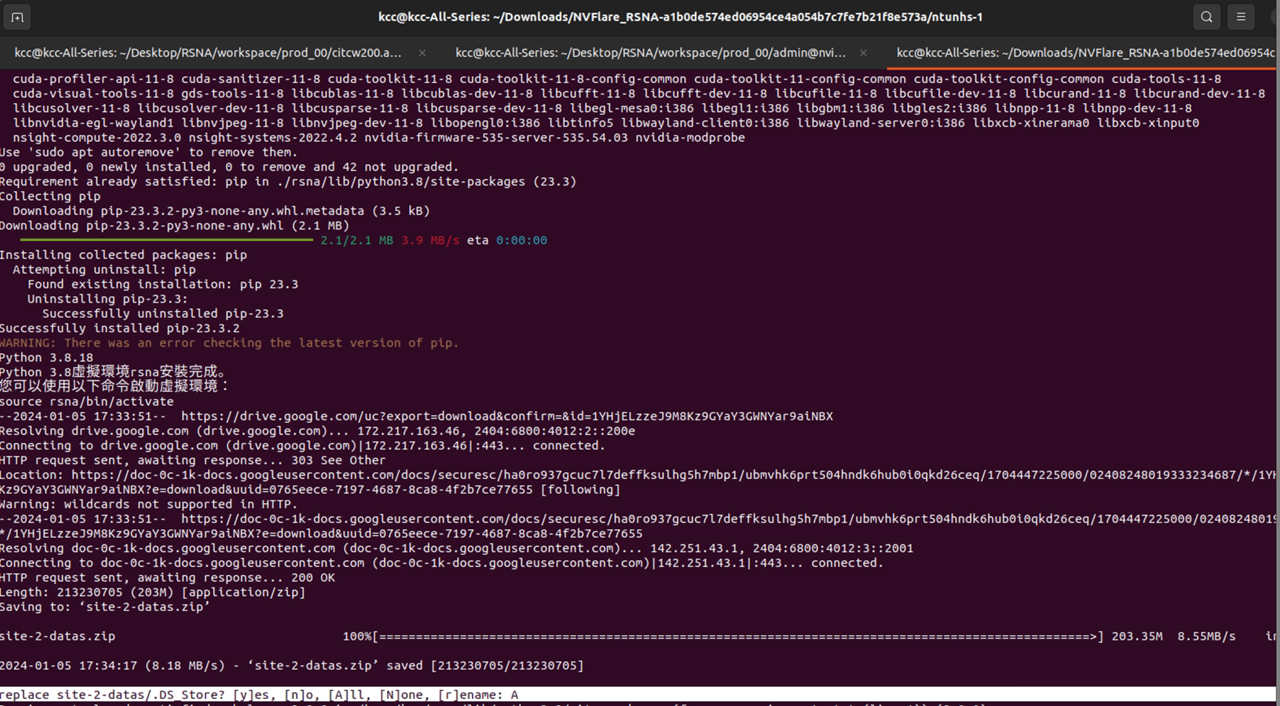 kcc@kcc-All-Series: ~/Downloads/NVFlare_RSNA-a1b0de574ed06954ce4a054b7c7fe7b21f8e573a/ntunhs-1
kcc@kcc-All-Series: ~/Desktop/RSNA/workspace/prod_00/citcw200.a... ×
kcc@kcc-All-Series: ~/Desktop/RSNA/workspace/prod_00/admin@nvi... ×
kcc@kcc-All-Series: ~/Downloads/NVFlare_RSNA-a1b0de574ed06954c
cuda-profiler-api-11-8 cuda-sanitizer-11-8 cuda-toolkit-11-8 cuda-toolkit-11-8-config-common cuda-toolkit-11-config-common cuda-toolkit-config-common cuda-tools-11-8
cuda-visual-tools-11-8 gds-tools-11-8 libcublas-11-8 libcublas-dev-11-8 libcufft-11-8 libcufft-dev-11-8 libcufile-11-8 libcufile-dev-11-8 libcurand-11-8 libcurand-dev-11-8
libcusolver-11-8 libcusolver-dev-11-8 libcusparse-11-8 libcusparse-dev-11-8 libegl-mesa0:i386 libegl1:i386 libgbm1:i386 libgles2:i386 libnpp-11-8 libnpp-dev-11-8
libnvidia-egl-wayland1 libnvjpeg-11-8 libnvjpeg-dev-11-8 libopengl0:i386 libtinfo5 libwayland-client0:i386 libwayland-server0:i386 libxcb-xinerama0 libxcb-xinput0
nsight-compute-2022.3.0 nsight-systems-2022.4.2 nvidia-firmware-535-server-535.54.03 nvidia-modprobe
Use 'sudo apt autoremove' to remove them.
0 upgraded, 0 newly installed, 0 to remove and 42 not upgraded.
Requirement already satisfied: pip in ./rsna/lib/python3.8/site-packages (23.3)
Collecting pip
Downloading pip-23.3.2-py3-none-any.whl.metadata (3.5 kB)
Downloading pip-23.3.2-py3-none-any.whl (2.1 MB)
2.1/2.1 MB 3.9 MB/s eta 0:00:00
Installing collected packages: pip
Attempting uninstall: pip
Found existing installation: pip 23.3
Uninstalling pip-23.3:
Successfully uninstalled pip-23.3
Successfully installed pip-23.3.2
WARNING: There was an error checking the latest version of pip.
Python 3.8.18
Python 3.8虛擬環境rsna安裝完成。
您可以使用以下命令啟動虛擬環境：
source rsna/bin/activate
--2024-01-05 17:33:51-- https://drive.google.com/uc?export=download&confirm=&id=1YHjELzzeJ9M8Kz9GYaY3GWNYar9aiNBX
Resolving drive.google.com (drive.google.com)... 172.217.163.46, 2404:6800:4012:2::200e
Connecting to drive.google.com (drive.google.com)|172.217.163.46|:443... connected.
HTTP request sent, awaiting response... 303 See Other
Location: https://doc-0c-1k-docs.googleusercontent.com/docs/securesc/ha0ro937gcuc7l7deffksulhg5h7mbp1/ubmvhk6prt504hndk6hub0i0qkd26ceq/1704447225000/02408248019333234687/*/1YH
Kz9GYaY3GWNYar9aiNBX?e=download&uuid=0765eece-7197-4687-8ca8-4f2b7ce77655 [following]
Warning: wildcards not supported in HTTP.
--2024-01-05 17:33:51-- https://doc-0c-1k-docs.googleusercontent.com/docs/securesc/ha0ro937gcuc7l7deffksulhg5h7mbp1/ubmvhk6prt504hndk6hub0i0qkd26ceq/1704447225000/0240824801
*/1YHjELzzeJ9M8Kz9GYaY3GWNYar9aiNBX?e=download&uuid=0765eece-7197-4687-8ca8-4f2b7ce77655
Resolving doc-0c-1k-docs.googleusercontent.com (doc-0c-1k-docs.googleusercontent.com)... 142.251.43.1, 2404:6800:4012:3::2001
Connecting to doc-0c-1k-docs.googleusercontent.com (doc-0c-1k-docs.googleusercontent.com)|142.251.43.1|:443... connected.
HTTP request sent, awaiting response... 200 OK
Length: 213230705 (203M) [application/zip]
Saving to: ‘site-2-datas.zip’
site-2-datas.zip 100%[=================================================================================================>] 203.35M 8.55MB/s in
2024-01-05 17:34:17 (8.18 MB/s) - ‘site-2-datas.zip’ saved [213230705/213230705]
replace site-2-datas/.DS_Store? [y]es, [n]o, [A]ll, [N]one, [r]ename: A